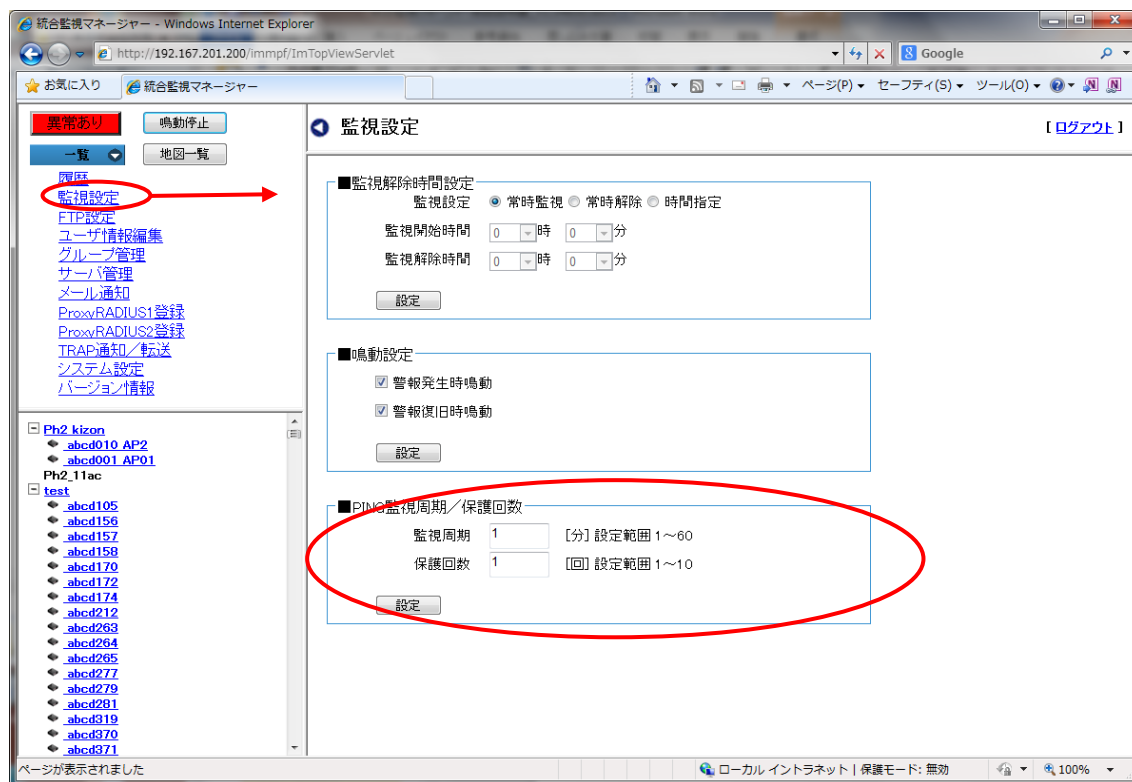 統合監視マネージャー - Windows Internet Explorer
http://192.167.201.200/immpf/ImTopViewServlet
Google
お気に入り
統合監視マネージャー
ページ(P)
セーフティ(S)
ツール(O)
異常あり
鳴動停止
一覧
地図一覧
履歴
監視設定
FTP設定
ユーザ情報編集
グループ管理
サーバ管理
メール通知
ProxyRADIUS1登録
ProxyRADIUS2登録
TRAP通知／転送
システム設定
バージョン情報
Ph2 kizon
abcd010 AP2
abcd001 AP01
Ph2_11ac
test
abcd105
abcd156
abcd157
abcd158
abcd170
abcd172
abcd174
abcd212
abcd263
abcd264
abcd265
abcd277
abcd279
abcd281
abcd319
abcd370
abcd371
監視設定
[ ログアウト ]
■監視解除時間設定
監視設定 常時監視 常時解除 時間指定
監視開始時間 0 時 0 分
監視解除時間 0 時 0 分
設定
■鳴動設定
警報発生時鳴動
警報復旧時鳴動
設定
■PING監視周期／保護回数
監視周期 1 [分] 設定範囲 1～60
保護回数 1 [回] 設定範囲 1～10
設定
ページが表示されました
ローカル イントラネット | 保護モード: 無効
100%